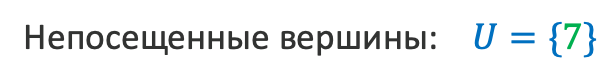 Непосещенные вершины: U = {7}